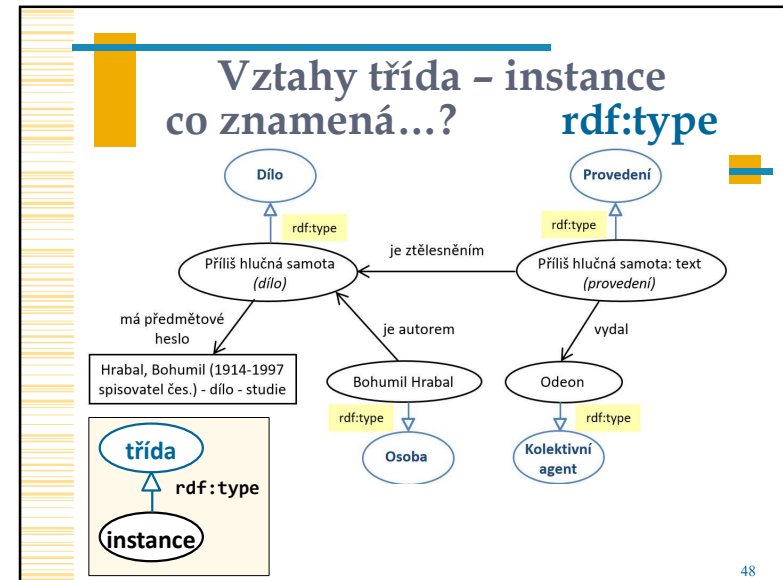 Vztahy třída – instance
co znamená…? rdf:type
Dílo
Provedení
rdf:type
rdf:type
Příliš hlučná samota
(dílo)
je ztělesněním
Příliš hlučná samota: text
(provedení)
má předmětové
heslo
je autorem
vydal
Hrabal, Bohumil (1914-1997
spisovatel čes.) - dílo - studie
Bohumil Hrabal
Odeon
rdf:type
rdf:type
Osoba
Kolektivní
agent
třída
rdf:type
instance
48